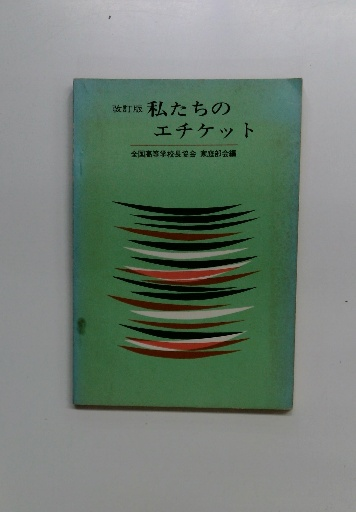 改訂版 私たちの
エチケット
全国高等学校長協会 家庭部会編